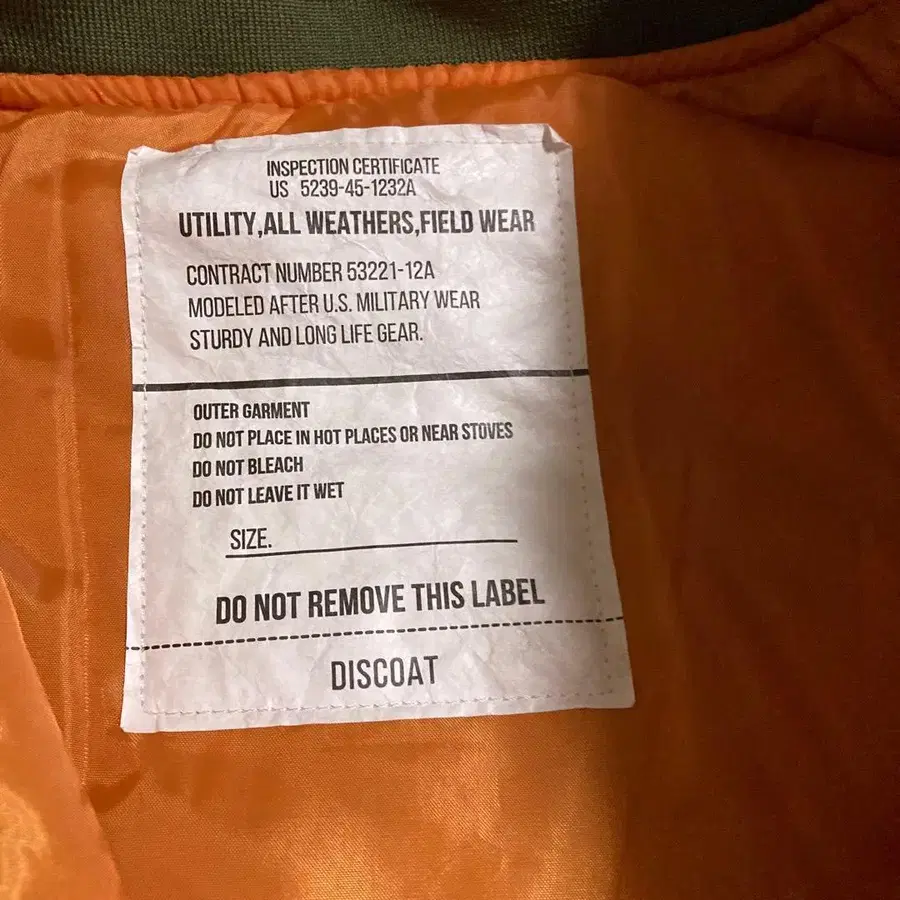 INSPECTION CERTIFICATE
US 5239-45-1232A
UTILITY,ALL WEATHERS,FIELD WEAR
CONTRACT NUMBER 53221-12A
MODELED AFTER U.S. MILITARY WEAR
STURDY AND LONG LIFE GEAR.
OUTER GARMENT
DO NOT PLACE IN HOT PLACES OR NEAR STOVES
DO NOT BLEACH
DO NOT LEAVE IT WET
SIZE.
DO NOT REMOVE THIS LABEL
DISCOAT